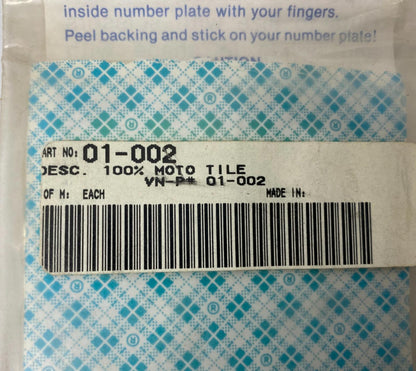 inside number plate with your fingers.
Peel backing and stick on your number plate!
CAUTION
ART NO: 01-002
DESC. 100% MOTO TILE
VN-P# 01-002
OF M: EACH MADE IN: